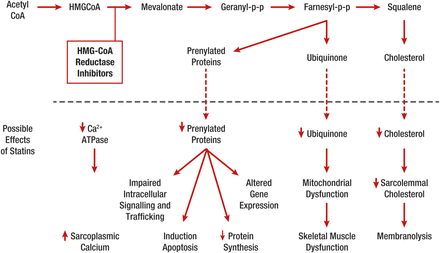 Acetyl
CoA
HMGCoA
Mevalonate
Geranyl-p-p
Farnesyl-p-p
Squalene
HMG-CoA
Reductase
Inhibitors
Prenylated
Proteins
Ubiquinone
Cholesterol
Possible
Effects
of Statins
Ca²⁺
ATPase
Prenylated
Proteins
Ubiquinone
Cholesterol
Impaired
Intracellular
Signalling and
Trafficking
Altered
Gene
Expression
Mitochondrial
Dysfunction
Sarcolemmal
Cholesterol
Sarcoplasmic
Calcium
Induction
Apoptosis
Protein
Synthesis
Skeletal Muscle
Dysfunction
Membranolysis